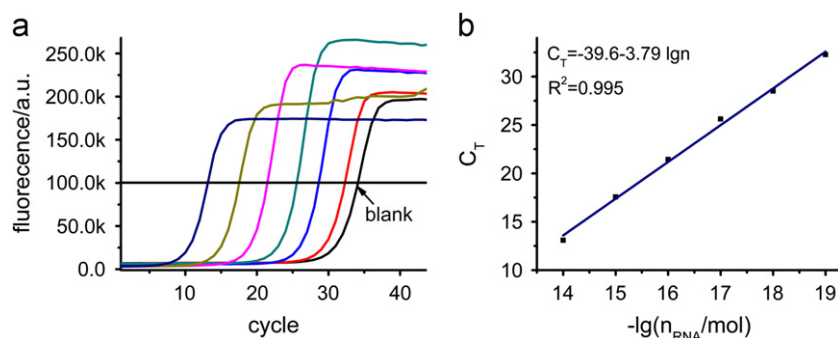 a
250.0k
200.0k
150.0k
100.0k
50.0k
0.0
fluorecence/a.u.
blank
10 20 30 40
cycle
b
C_T=-39.6-3.79 lgn
R²=0.995
30
25
20
15
10
C_T
14 15 16 17 18 19
-lg(n_RNA/mol)